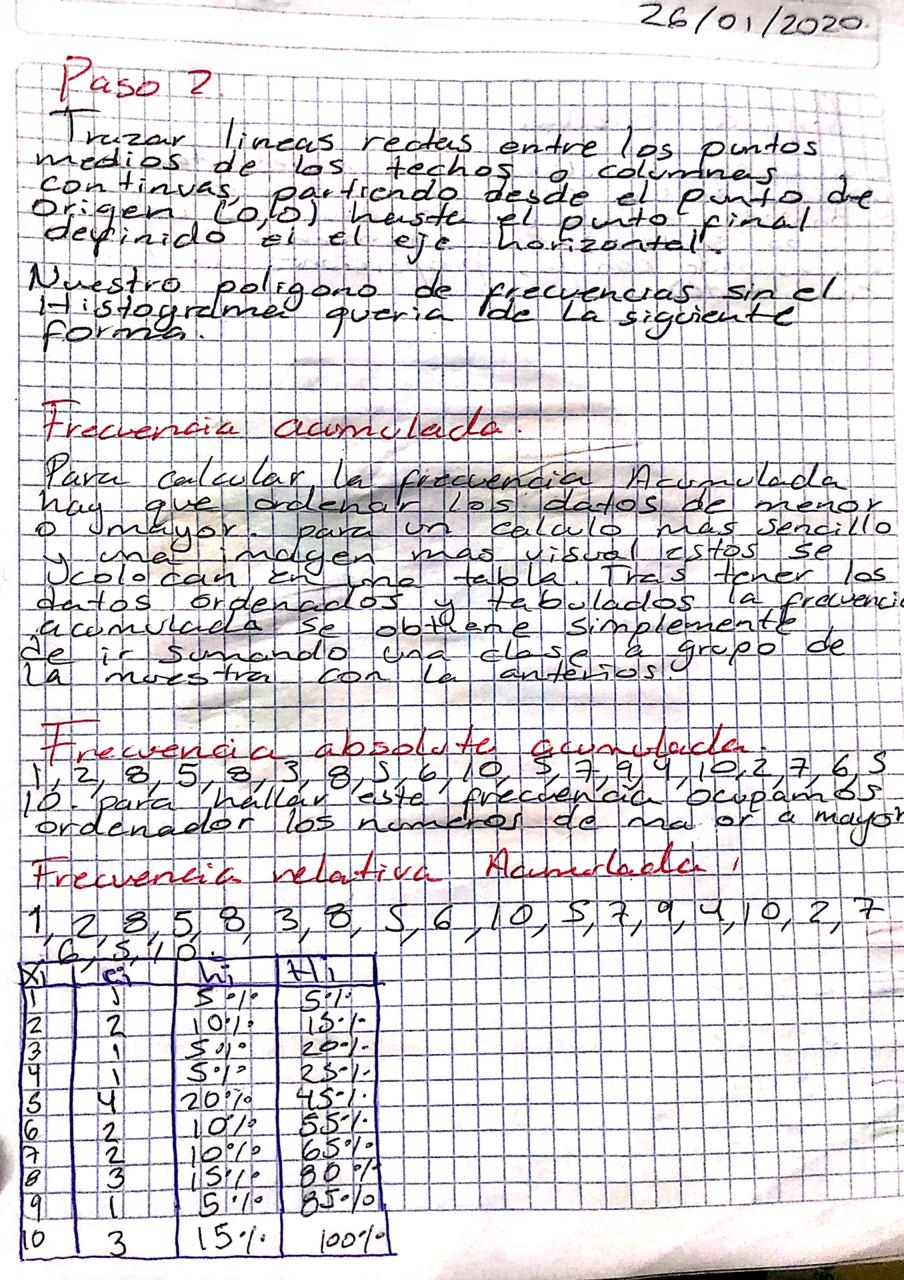 26/01/2020.
Paso 2.
Trazar lineas rectas entre los puntos
medios de los techos o columnas
continuas, partiendo desde el punto de
Origen (0,0) haste el punto final
definido ei el eje horizontal.
Nuestro poligono de frecuencias sin el
Histograma queria de la siguiente
forma.
Frecuencia acumulada.
Para calcular la frecuencia Acumulada
hay que ordenar los datos de menor
o mayor. para un calculo mas sencillo
y una imagen mas visual estos se
colocan en una tabla. Tras tener los
datos ordenados y tabulados la frecuencia
acumulada se obtiene simplemente
de ir sumando una clase a grupo de
la muestra con la anterios.
Frecuencia absolute acumulada.
1, 2, 8, 5, 8, 3, 8, 5, 6, 10, 5, 7, 9, 4, 10, 2, 7, 6, 5
10. para hallar este frecuencia ocupamos
ordenador los numeros de ma or a mayor
Frecuencia relativa Acumulada
1, 2, 8, 5, 8, 3, 8, 5, 6, 10, 5, 7, 9, 4, 10, 2, 7
6, 5, 10.
Xi hi Hi
1 1 5% 5%
2 2 10% 15%
3 1 5% 20%
4 1 5% 25%
5 4 20% 45%
6 2 10% 55%
7 2 10% 65%
8 3 15% 80%
9 1 5% 85%
10 3 15% 100%